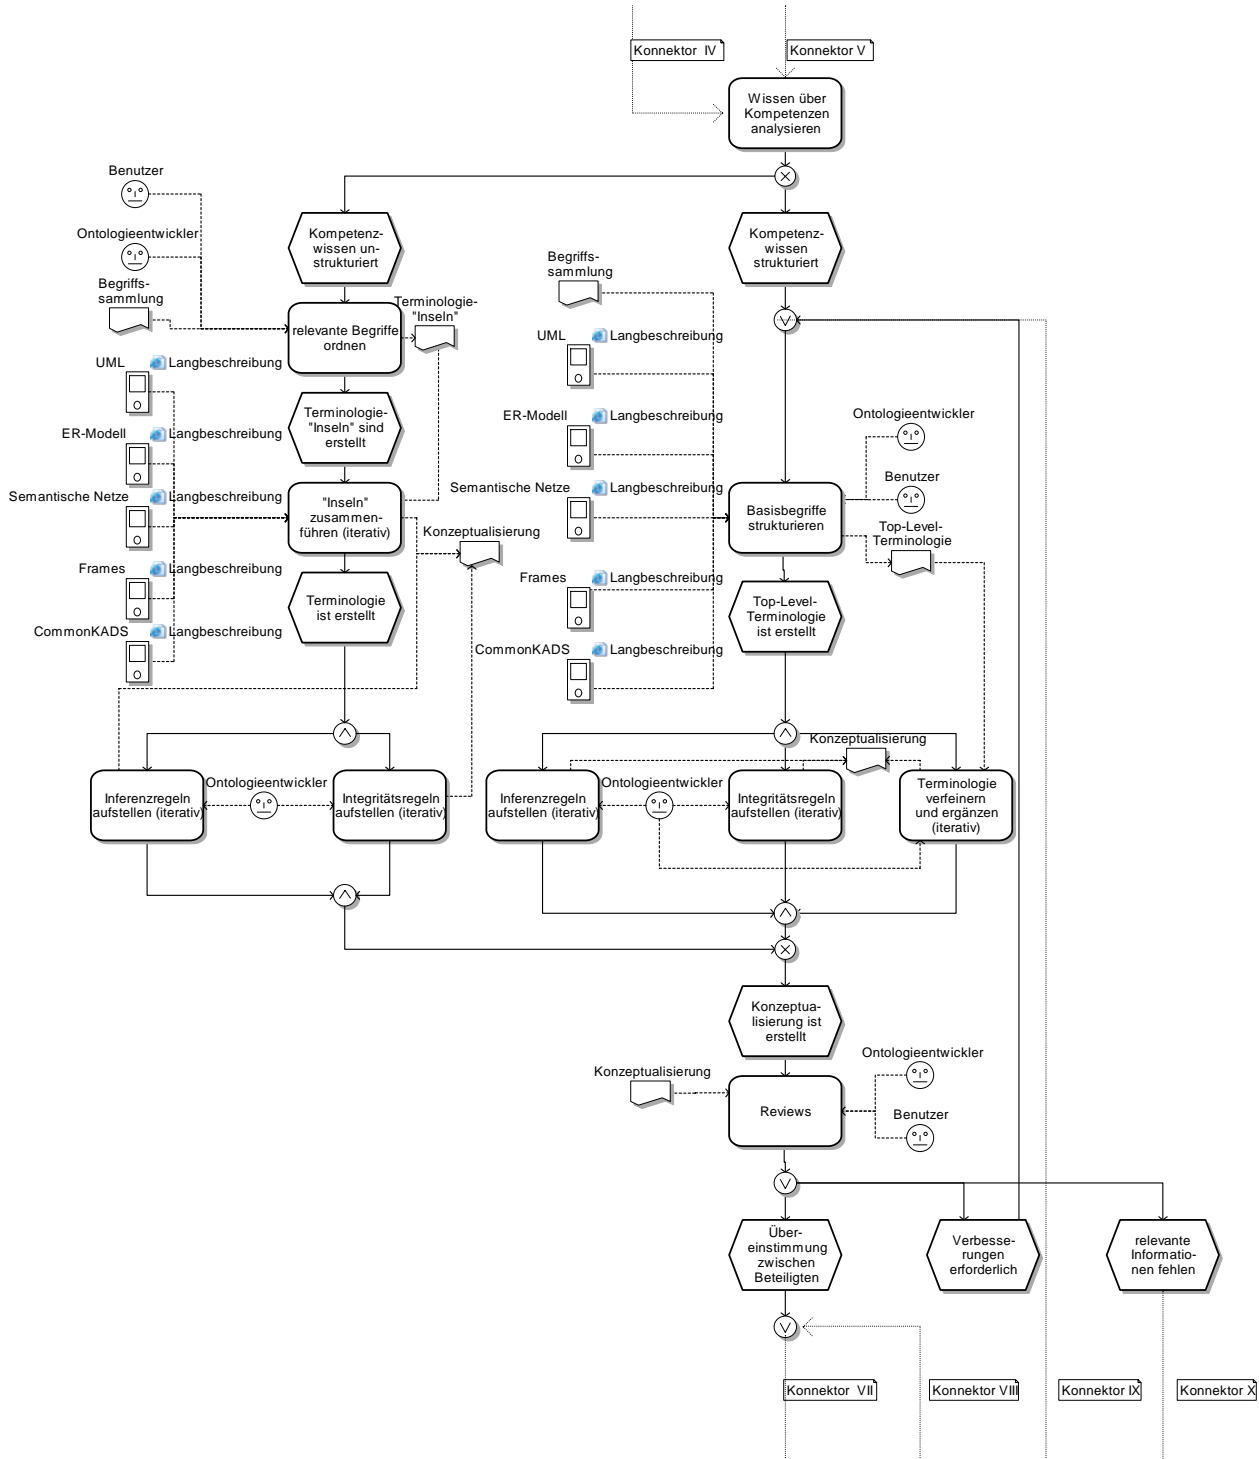 Konnektor IV
Konnektor V
Wissen über
Kompetenzen
analysieren
Benutzer
Ontologieentwickler
Begriffs-
sammlung
Kompetenz-
wissen un-
strukturiert
Kompetenz-
wissen
strukturiert
Begriffs-
sammlung
relevante Begriffe
ordnen
Terminologie-
"Inseln"
UML
Langbeschreibung
ER-Modell
Langbeschreibung
Semantische Netze
Langbeschreibung
Frames
Langbeschreibung
CommonKADS
Langbeschreibung
Terminologie-
"Inseln" sind
erstellt
"Inseln"
zusammen-
führen (iterativ)
Konzeptualisierung
Terminologie
ist erstellt
UML
Langbeschreibung
ER-Modell
Langbeschreibung
Semantische Netze
Langbeschreibung
Frames
Langbeschreibung
CommonKADS
Langbeschreibung
Ontologieentwickler
Benutzer
Basisbegriffe
strukturieren
Top-Level-
Terminologie
Top-Level-
Terminologie
ist erstellt
Inferenzregeln
aufstellen (iterativ)
Ontologieentwickler
Integritätsregeln
aufstellen (iterativ)
Inferenzregeln
aufstellen (iterativ)
Ontologieentwickler
Integritätsregeln
aufstellen (iterativ)
Konzeptualisierung
Terminologie
verfeinern
und ergänzen
(iterativ)
Konzeptua-
lisierung ist
erstellt
Konzeptualisierung
Reviews
Ontologieentwickler
Benutzer
Über-
einstimmung
zwischen
Beteiligten
Verbesse-
rungen
erforderlich
relevante
Informatio-
nen fehlen
Konnektor VII
Konnektor VIII
Konnektor IX
Konnektor X